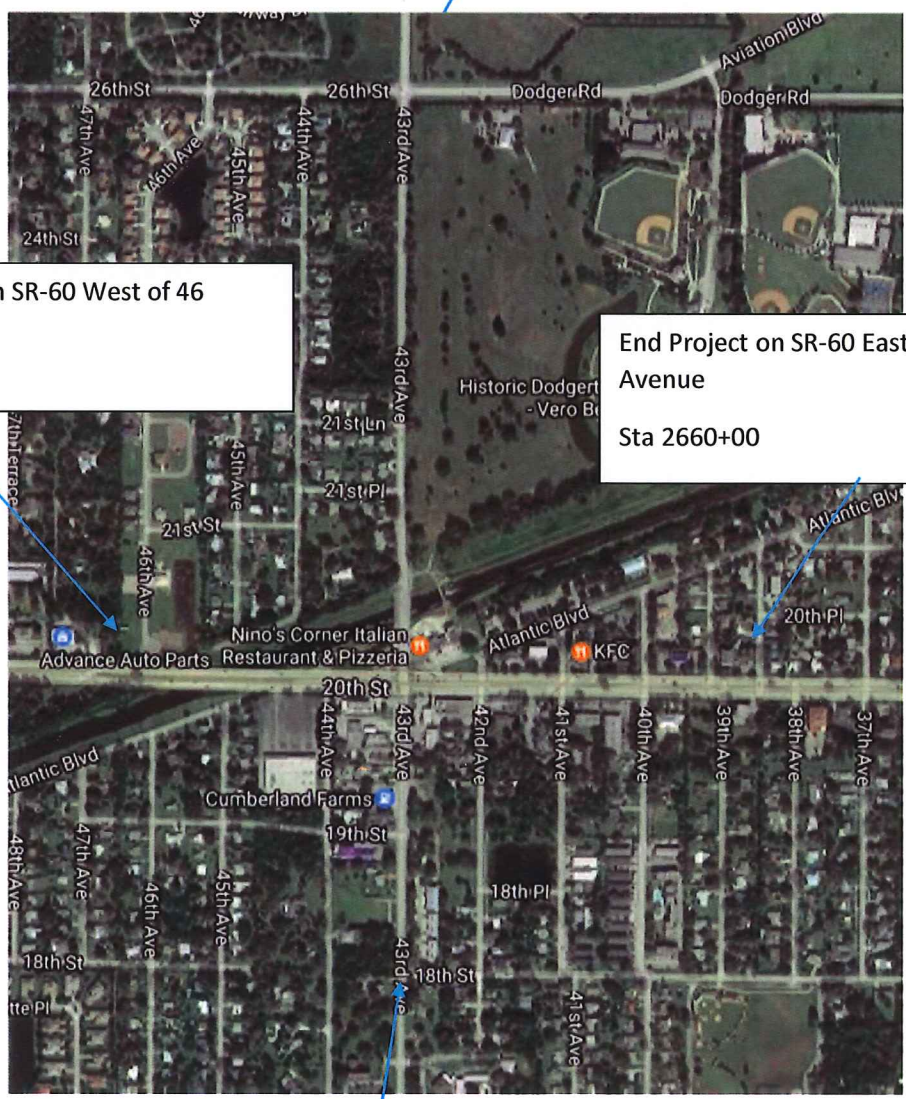 Aviation Blvd
26th St
26th St
Dodger Rd
Dodger Rd
47th Ave
44th Ave
43rd Ave
46th Ave
45th Ave
24th St
SR-60 West of 46
End Project on SR-60 East
Avenue
Sta 2660+00
43rd Ave
Historic Dodgert
- Vero Be
21st Ln
45th Ave
7th Terrace
21st Pl
21st St
Atlantic Blv
46th Ave
20th Pl
Atlantic Blvd
Nino's Corner Italian
Restaurant & Pizzeria
KFC
Advance Auto Parts
20th St
44th Ave
43rd Ave
42nd Ave
41st Ave
40th Ave
39th Ave
38th Ave
37th Ave
tlantic Blvd
Cumberland Farms
19th St
48th Ave
47th Ave
46th Ave
45th Ave
18th Pl
18th St
43rd Ave
18th St
tte Pl
41st Ave